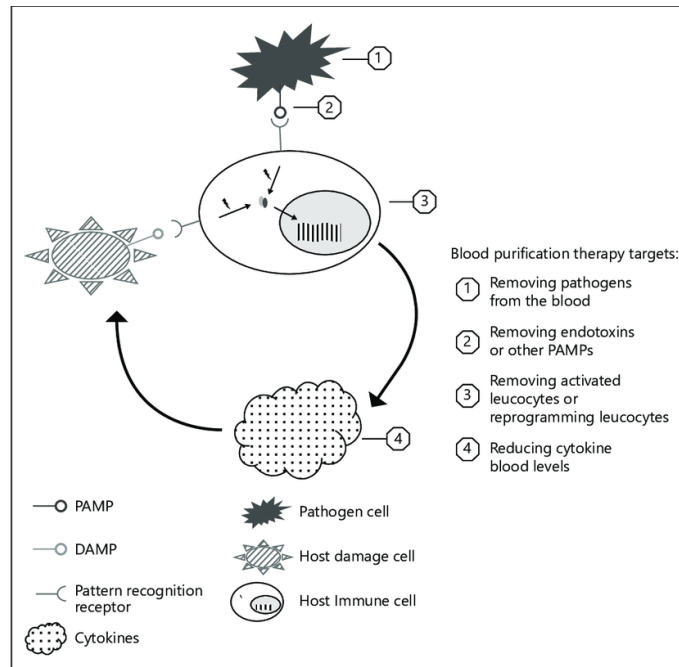 1
2
3
4
Blood purification therapy targets:
1 Removing pathogens
from the blood
2 Removing endotoxins
or other PAMPs
3 Removing activated
leucocytes or
reprogramming leucocytes
4 Reducing cytokine
blood levels
PAMP
DAMP
Pattern recognition
receptor
Cytokines
Pathogen cell
Host damage cell
Host Immune cell